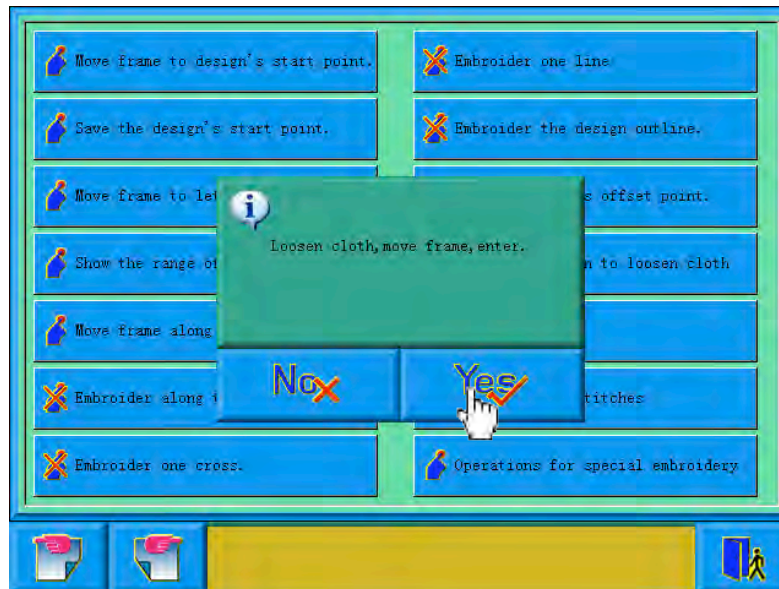 Move frame to design's start point.
Embroider one line
Save the design's start point.
Embroider the design outline.
Move frame to let
s offset point.
Loosen cloth,move frame,enter.
Show the range of
n to loosen cloth
Move frame along
No
Yes
Embroider along
titches
Embroider one cross.
Operations for special embroidery